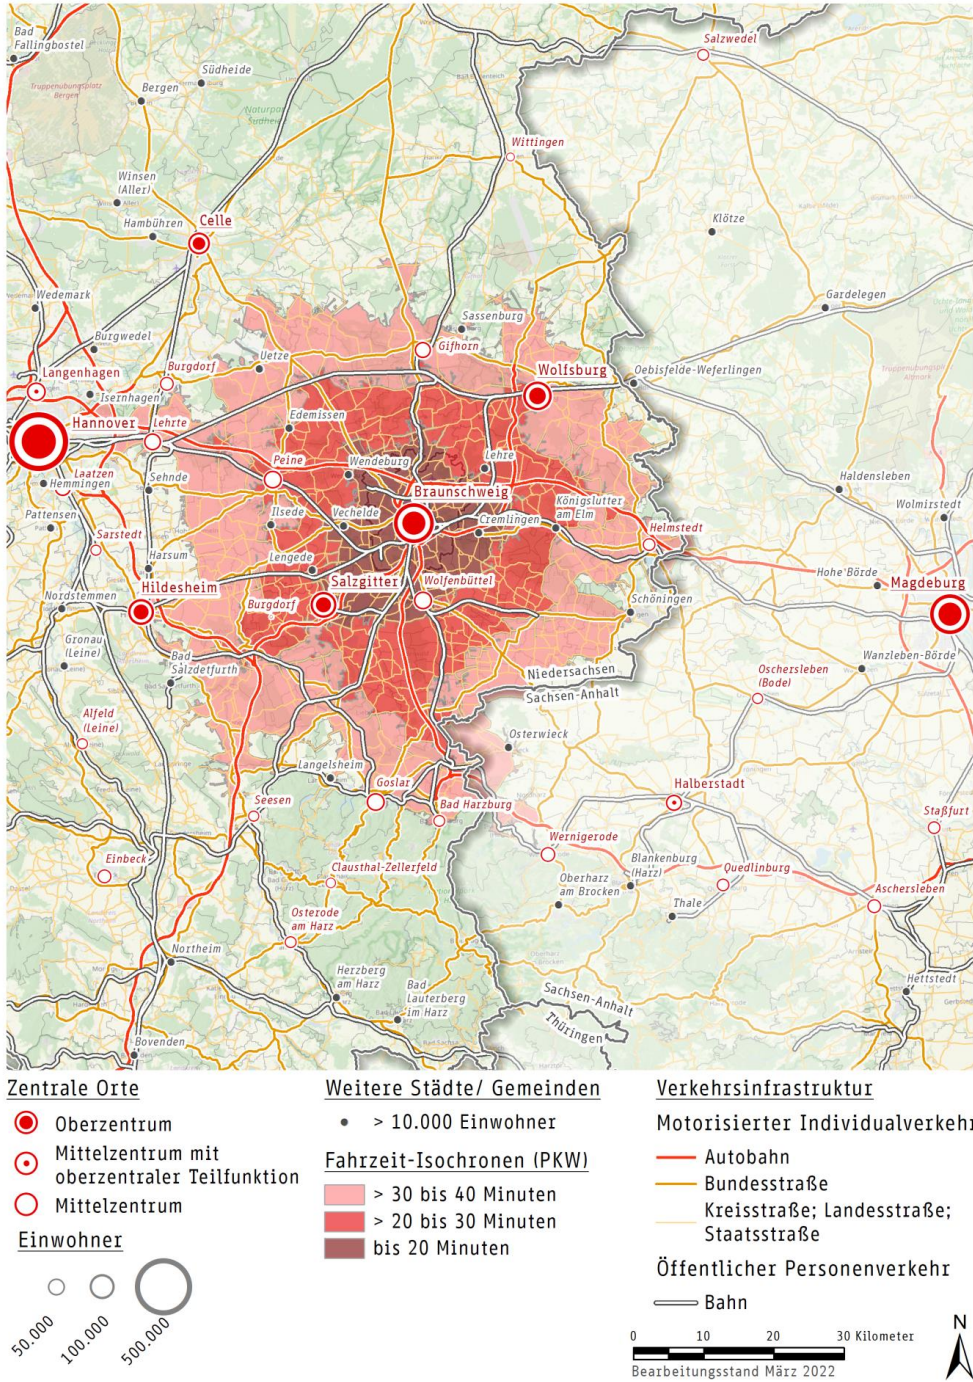 Bad
Fallingbostel
Südheide
Bergen
Truppenübungsplatz
Bergen
Salzwedel
Wittingen
Winsen
(Aller)
Hambühren
Celle
Klötze
Wedemark
Sassenburg
Gardelegen
Burgwedel
Uetze
Gifhorn
Langenhagen
Burgdorf
Wolfsburg
Oebisfelde-Weferlingen
Isernhagen
Hannover
Lehrte
Edemissen
Laatzen
Hemmingen
Sehnde
Peine
Wendeburg
Lehre
Haldensleben
Braunschweig
Königslutter
am Elm
Wolmirstedt
Pattensen
Ilsede
Vechelde
Cremlingen
Helmstedt
Sarstedt
Harsum
Lengede
Hildesheim
Salzgitter
Wolfenbüttel
Hohe Börde
Magdeburg
Nordstemmen
Burgdorf
Schöningen
Gronau
(Leine)
Bad
Salzdetfurth
Niedersachsen
Sachsen-Anhalt
Wanzleben-Börde
Oschersleben
(Bode)
Alfeld
(Leine)
Osterwieck
Langelsheim
Goslar
Halberstadt
Seesen
Bad Harzburg
Staßfurt
Einbeck
Wernigerode
Clausthal-Zellerfeld
Blankenburg
(Harz)
Quedlinburg
Oberharz
am Brocken
Thale
Aschersleben
Osterode
am Harz
Northeim
Herzberg
am Harz
Bad
Lauterberg
im Harz
Hettstedt
Sachsen-Anhalt
Thüringen
Bovenden
Zentrale Orte
Oberzentrum
Mittelzentrum mit
oberzentraler Teilfunktion
Mittelzentrum
Einwohner
50.000
100.000
500.000
Weitere Städte/ Gemeinden
> 10.000 Einwohner
Fahrzeit-Isochronen (PKW)
> 30 bis 40 Minuten
> 20 bis 30 Minuten
bis 20 Minuten
Verkehrsinfrastruktur
Motorisierter Individualverkehr
Autobahn
Bundesstraße
Kreisstraße; Landesstraße;
Staatsstraße
Öffentlicher Personenverkehr
Bahn
0 10 20 30 Kilometer
Bearbeitungsstand März 2022
N